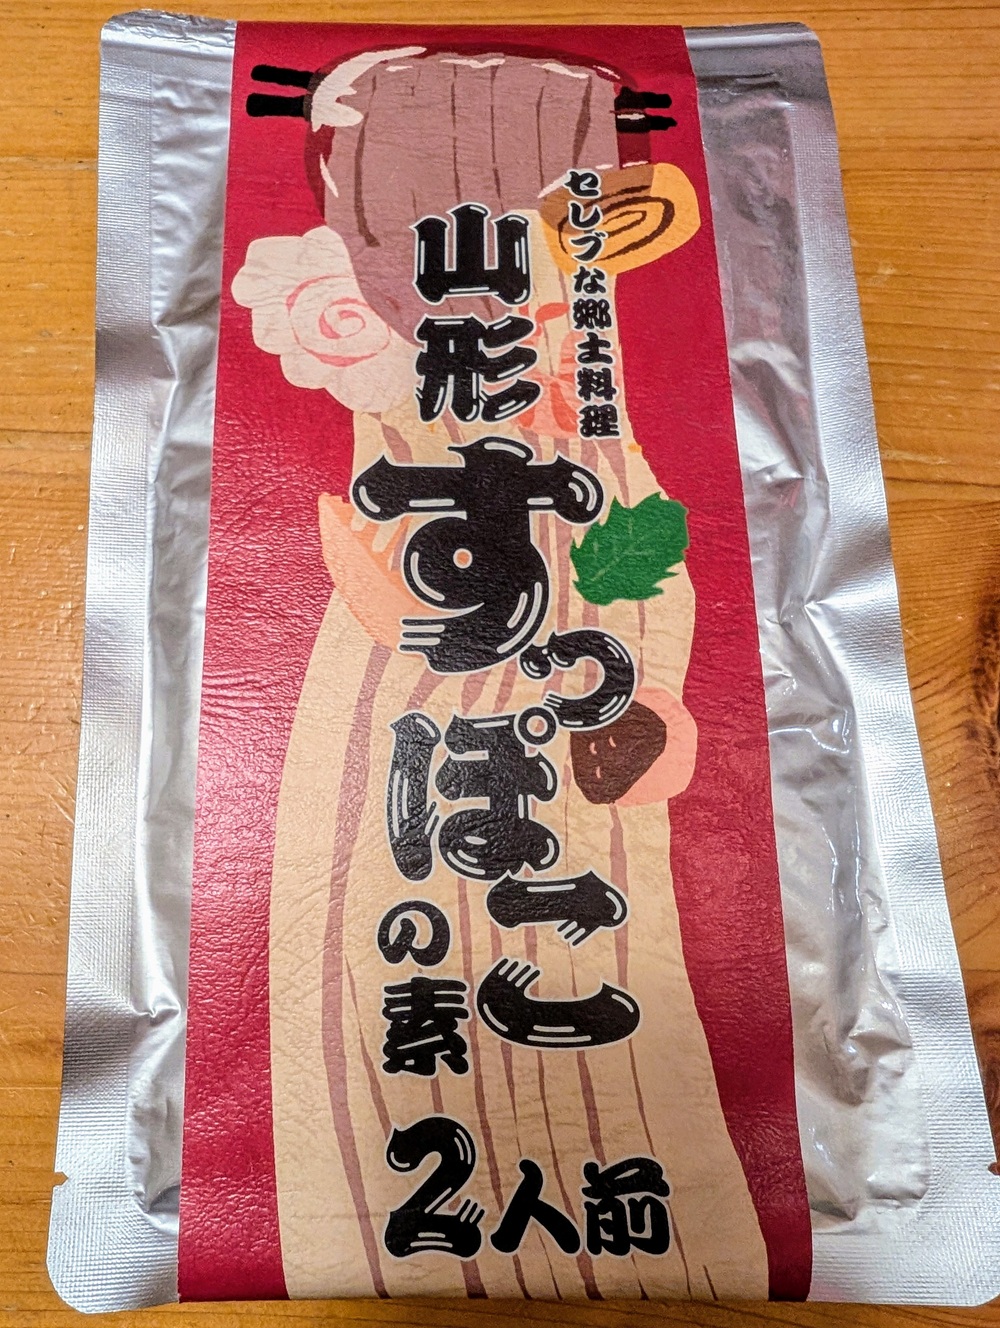 セレブな郷土料理
山形
すっぽこ
の素
2人前